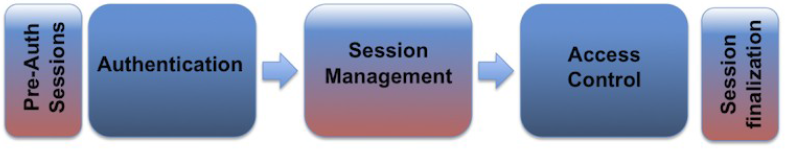 Pre-Auth
Sessions
Authentication
Session
Management
Access
Control
Session
finalization